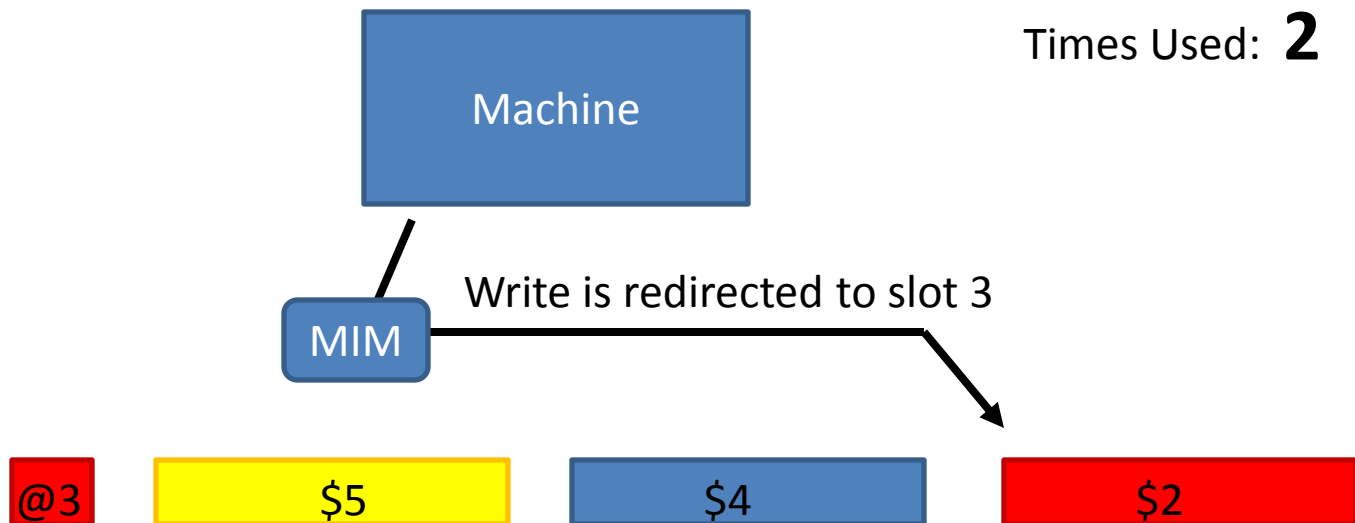 Times Used: 2
Machine
Write is redirected to slot 3
MIM
@3 $5 $4 $2